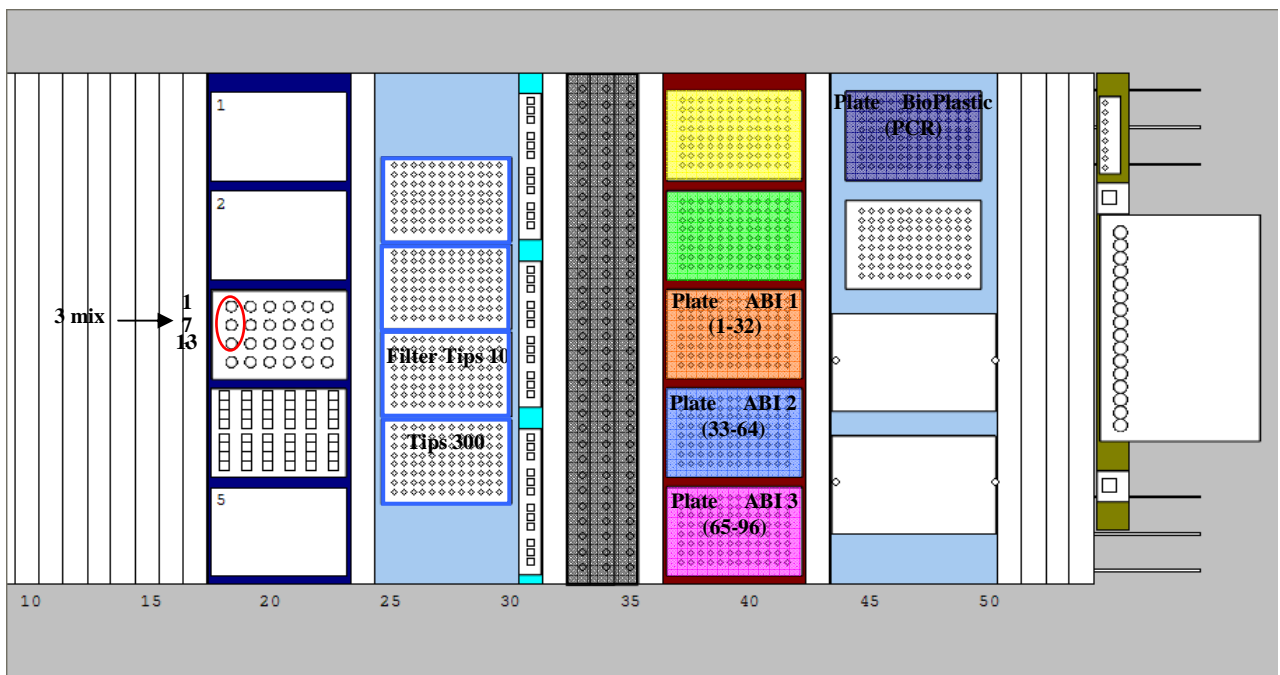 1
Plate BioPlastic
(PCR)
2
3 mix
1
7
13
Plate ABI 1
(1-32)
Filter Tips 10
Plate ABI 2
(33-64)
Tips 300
5
Plate ABI 3
(65-96)
10 15 20 25 30 35 40 45 50